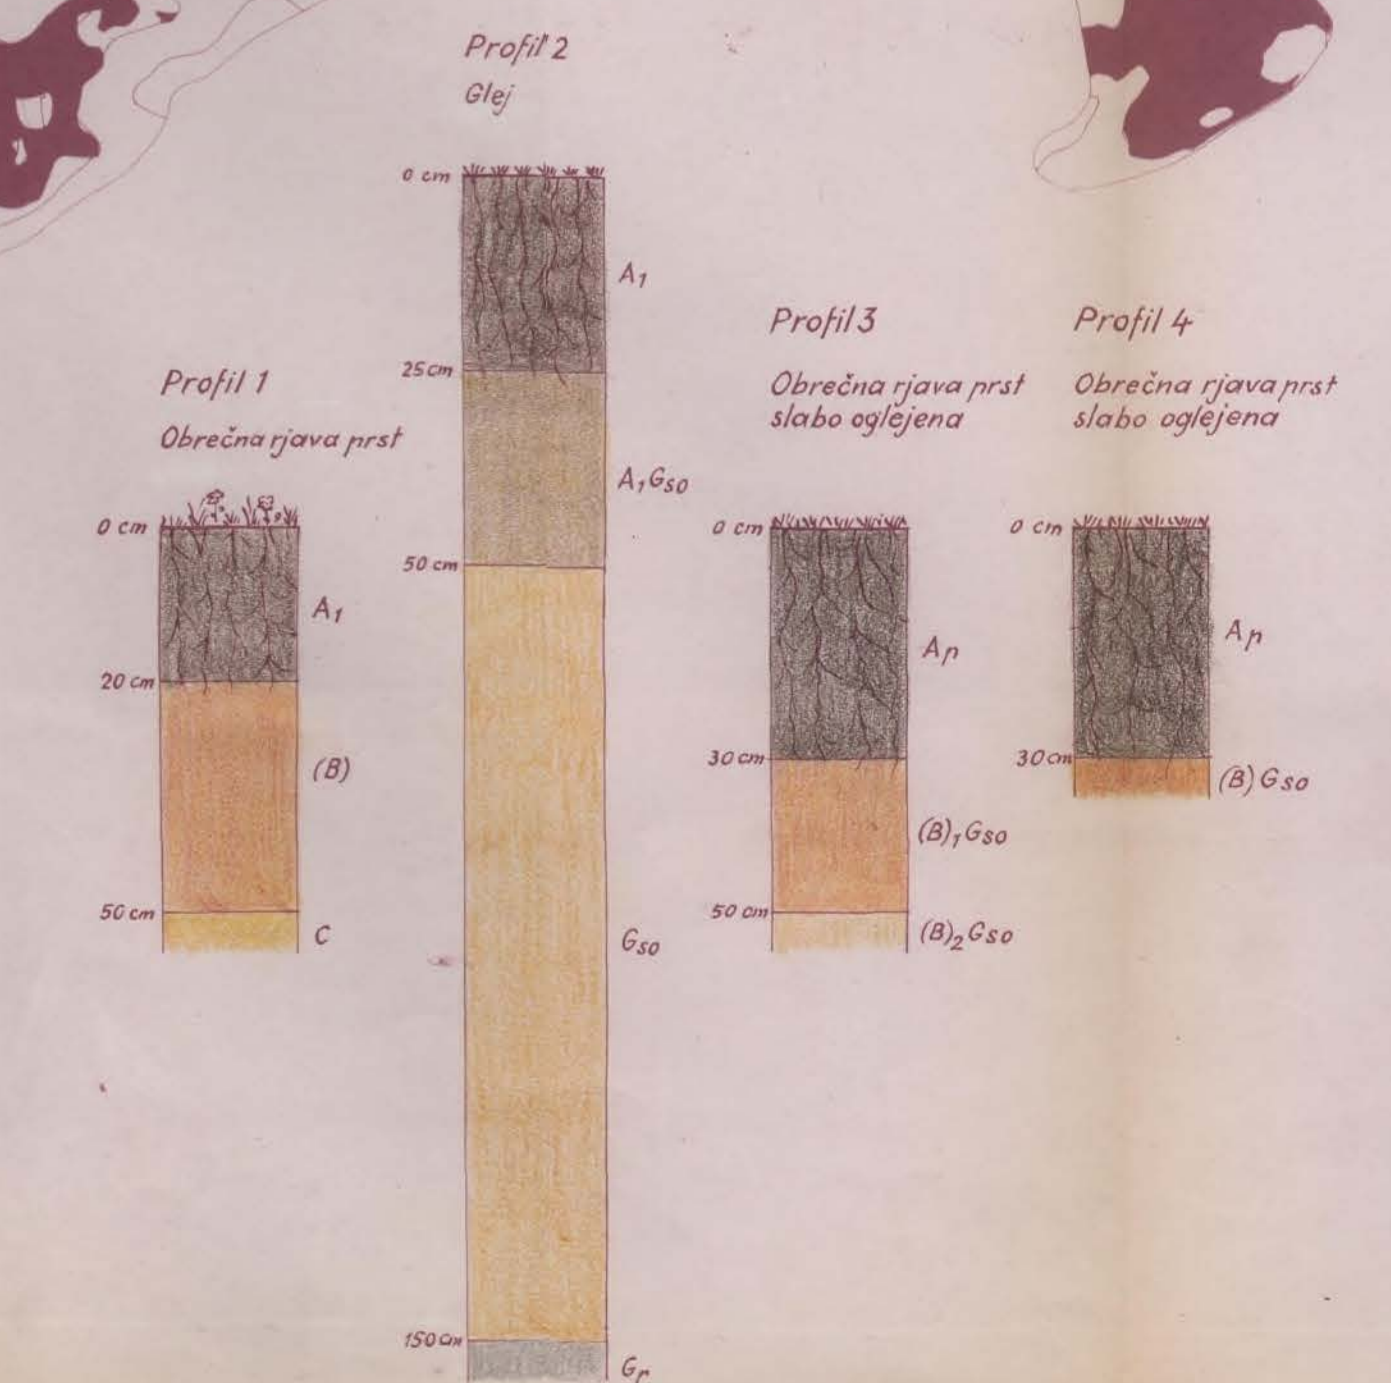 Profil 1
Obrečna rjava prst
0 cm
A1
20 cm
(B)
50 cm
C
Profil 2
Glej
0 cm
A1
25 cm
A1Gso
50 cm
Gso
150 cm
Gr
Profil 3
Obrečna rjava prst
slabo oglejena
0 cm
Ap
30 cm
(B)1Gso
50 cm
(B)2Gso
Profil 4
Obrečna rjava prst
slabo oglejena
0 cm
Ap
30 cm
(B)Gso